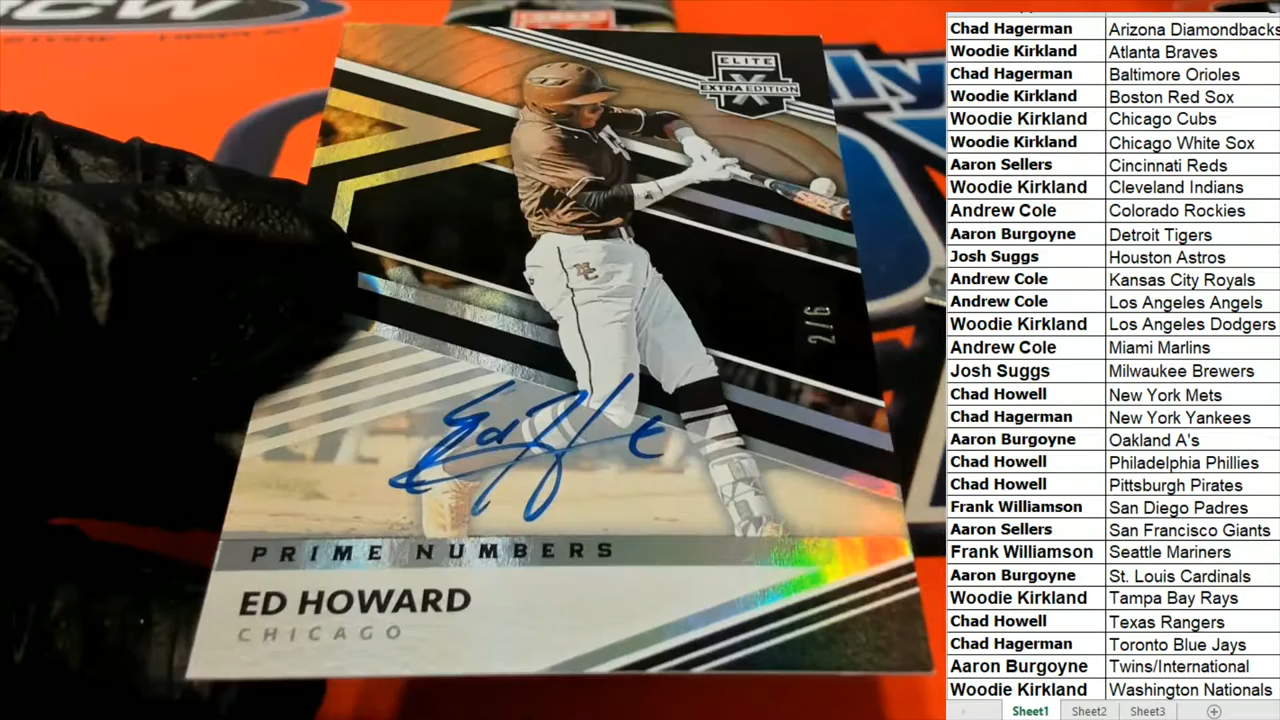 CW
ELITE
X
EXTRA EDITION
NC
2/6
Ed H
PRIME NUMBERS
ED HOWARD
CHICAGO
Chad Hagerman Arizona Diamondbacks
Woodie Kirkland Atlanta Braves
Chad Hagerman Baltimore Orioles
Woodie Kirkland Boston Red Sox
Woodie Kirkland Chicago Cubs
Woodie Kirkland Chicago White Sox
Aaron Sellers Cincinnati Reds
Woodie Kirkland Cleveland Indians
Andrew Cole Colorado Rockies
Aaron Burgoyne Detroit Tigers
Josh Suggs Houston Astros
Andrew Cole Kansas City Royals
Andrew Cole Los Angeles Angels
Woodie Kirkland Los Angeles Dodgers
Andrew Cole Miami Marlins
Josh Suggs Milwaukee Brewers
Chad Howell New York Mets
Chad Hagerman New York Yankees
Aaron Burgoyne Oakland A's
Chad Howell Philadelphia Phillies
Chad Howell Pittsburgh Pirates
Frank Williamson San Diego Padres
Aaron Sellers San Francisco Giants
Frank Williamson Seattle Mariners
Aaron Burgoyne St. Louis Cardinals
Woodie Kirkland Tampa Bay Rays
Chad Howell Texas Rangers
Chad Hagerman Toronto Blue Jays
Aaron Burgoyne Twins/International
Woodie Kirkland Washington Nationals
Sheet1 Sheet2 Sheet3